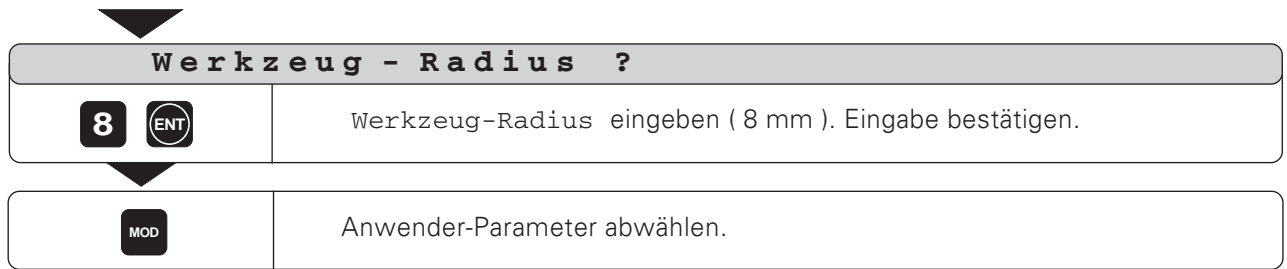 Werkzeug - Radius ?
8 ENT Werkzeug-Radius eingeben ( 8 mm ). Eingabe bestätigen.
MOD Anwender-Parameter abwählen.